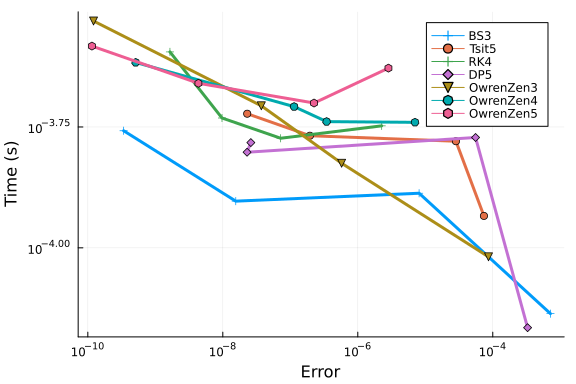 BS3
Tsit5
RK4
DP5
OwrenZen3
OwrenZen4
OwrenZen5
Time (s)
10^-3.75
10^-4.00
10^-10
10^-8
10^-6
10^-4
Error